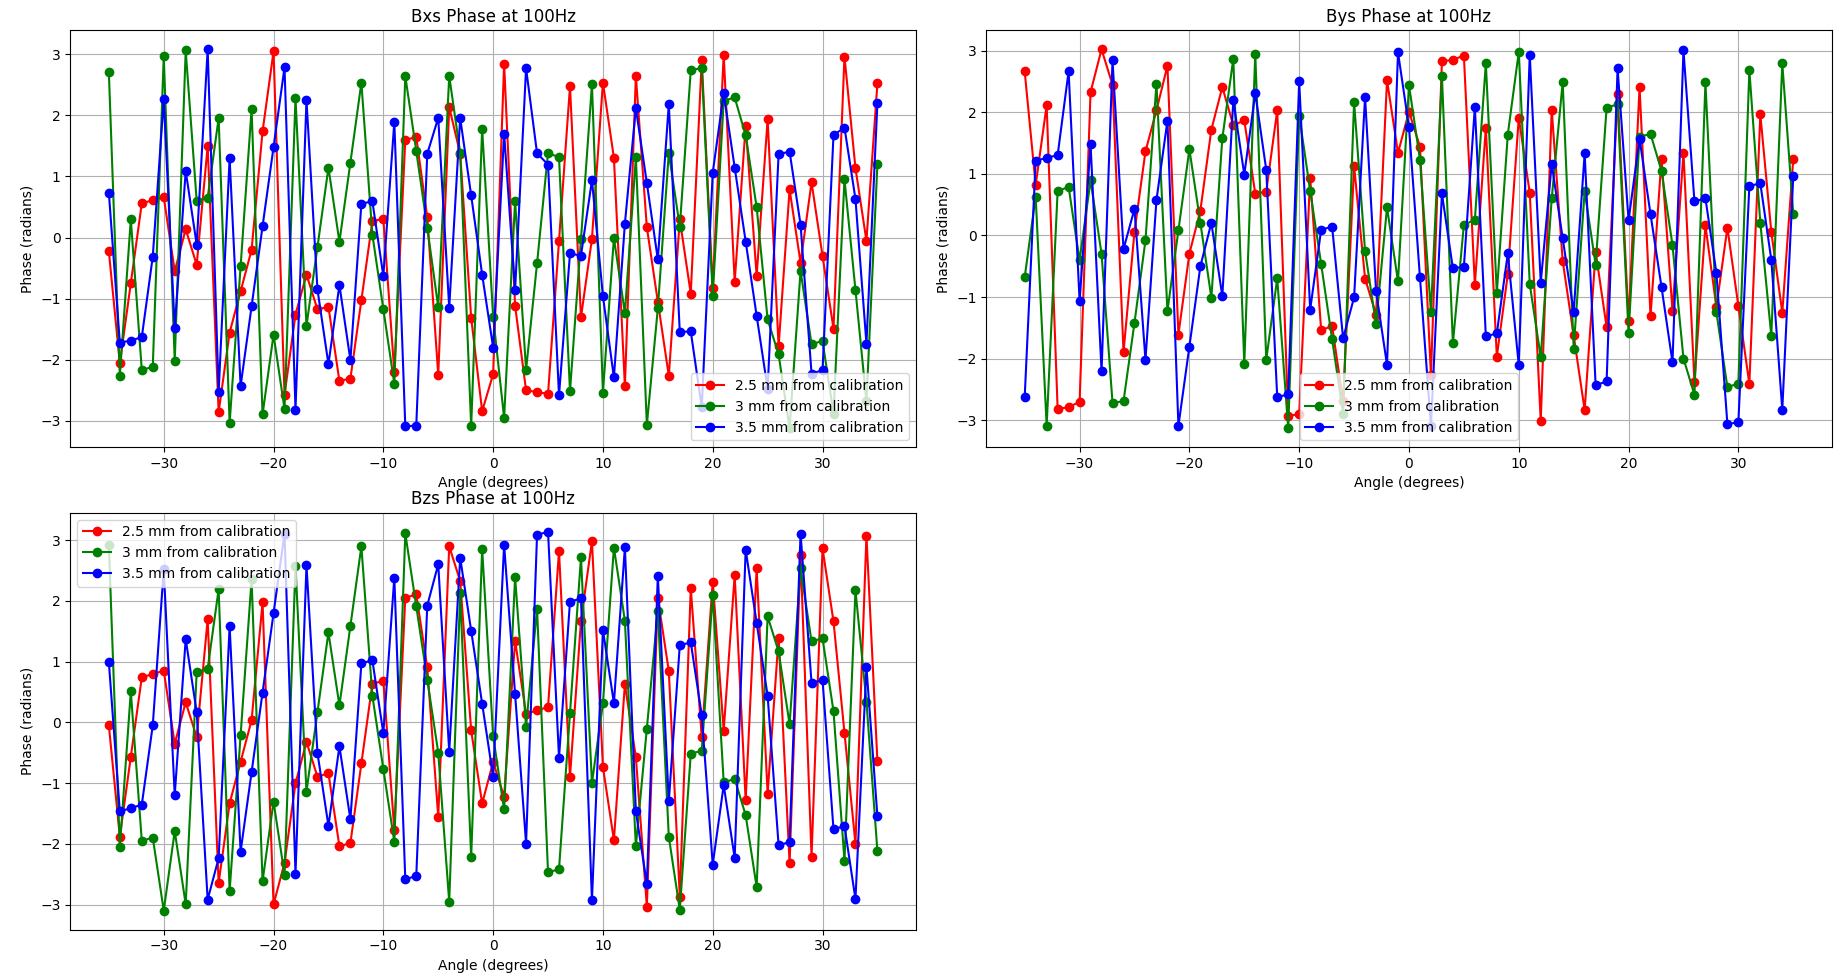 Bxs Phase at 100Hz
Phase (radians)
3
2
1
0
−1
−2
−3
2.5 mm from calibration
3 mm from calibration
3.5 mm from calibration
−30 −20 −10 0 10 20 30
Angle (degrees)
Bys Phase at 100Hz
Phase (radians)
3
2
1
0
−1
−2
−3
2.5 mm from calibration
3 mm from calibration
3.5 mm from calibration
−30 −20 −10 0 10 20 30
Angle (degrees)
Bzs Phase at 100Hz
Phase (radians)
3
2
1
0
−1
−2
−3
2.5 mm from calibration
3 mm from calibration
3.5 mm from calibration
−30 −20 −10 0 10 20 30
Angle (degrees)